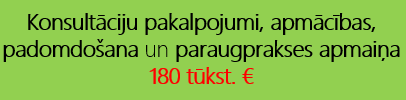 Konsultāciju pakalpojumi, apmācības,
padomdošana un paraugprakses apmaiņa
180 tūkst. €